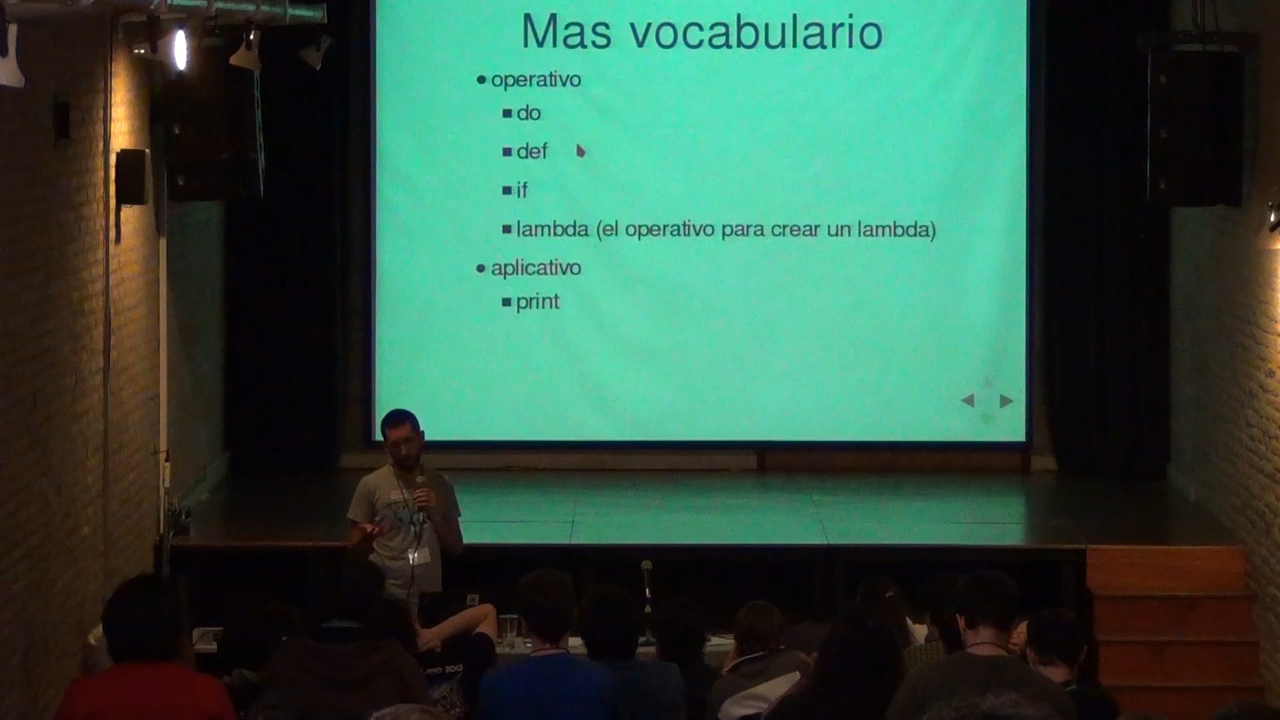 Mas vocabulario
operativo
do
def
if
lambda (el operativo para crear un lambda)
aplicativo
print